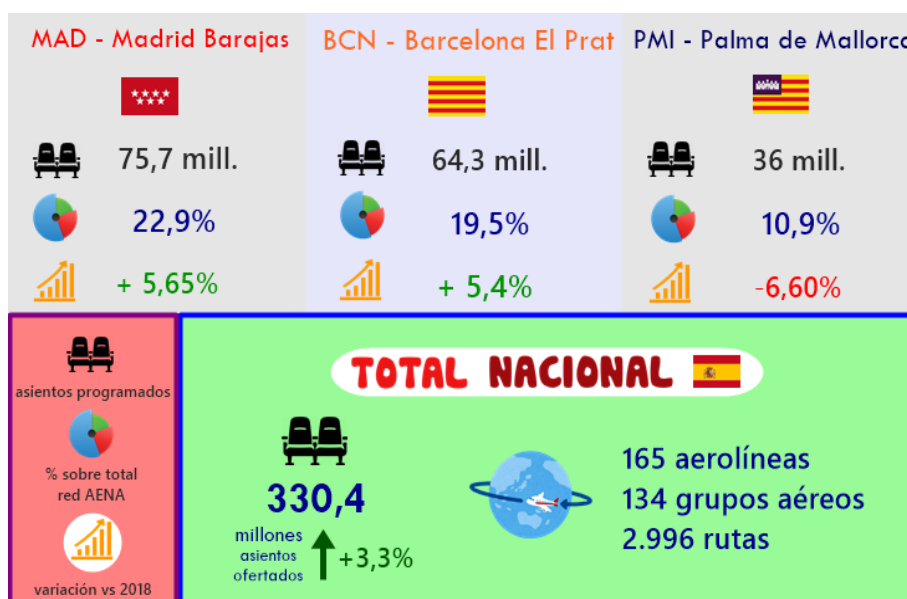 MAD - Madrid Barajas
BCN - Barcelona El Prat
PMI - Palma de Mallorca
75,7 mill.
64,3 mill.
36 mill.
22,9%
19,5%
10,9%
+ 5,65%
+ 5,4%
-6,60%
asientos programados
% sobre total
red AENA
variación vs 2018
TOTAL NACIONAL
330,4
millones
asientos
ofertados
+3,3%
165 aerolíneas
134 grupos aéreos
2.996 rutas